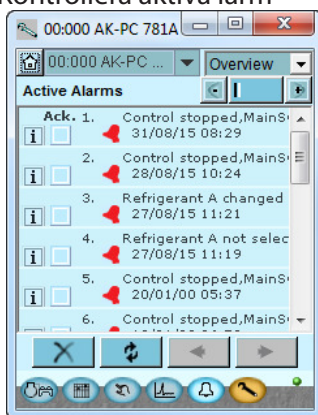 Kontrollera aktiva larm
00:000 AK-PC 781A
00:000 AK-PC ... Overview
Active Alarms
Ack. 1. Control stopped,MainS
31/08/15 08:29
2. Control stopped,MainS
28/08/15 10:24
3. Refrigerant A changed
27/08/15 11:21
4. Refrigerant A not selec
27/08/15 11:19
5. Control stopped,MainS
20/01/00 05:37
6. Control stopped,MainS